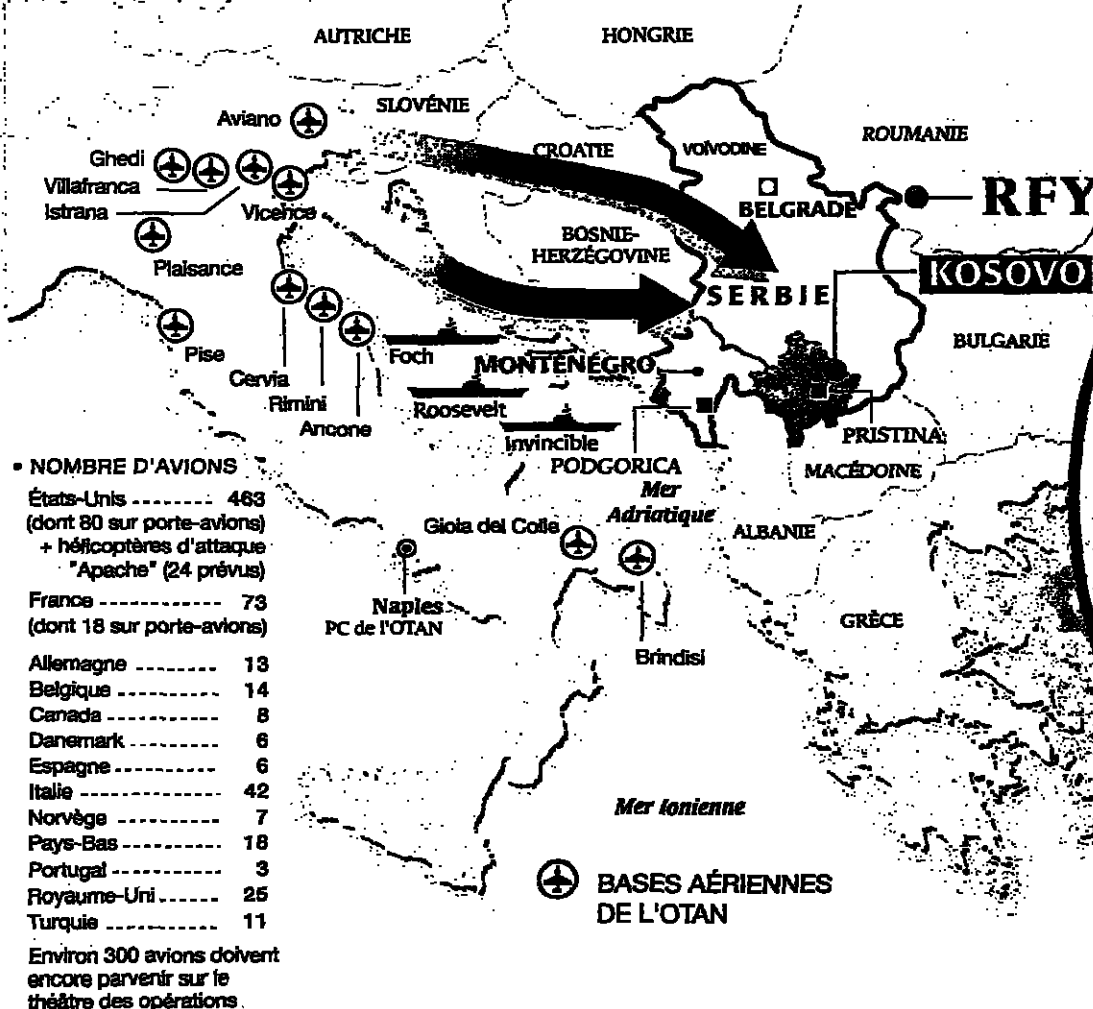 AUTRICHE
HONGRIE
SLOVÉNIE
Aviano
ROUMANIE
CROATIE
VOÏVODINE
Ghedi
Villafranca
Istrana
Vicence
BELGRADE
RFY
BOSNIE-
HERZÉGOVINE
Plaisance
KOSOVO
SERBIE
Pise
Foch
BULGARIE
MONTÉNÉGRO
Cervia
Rimini
Ancone
Roosevelt
Invincible
PRISTINA
PODGORICA
MACÉDOINE
Mer
Adriatique
Gioia del Colle
ALBANIE
Naples
PC de l'OTAN
GRÈCE
Brindisi
Mer Ionienne
BASES AÉRIENNES
DE L'OTAN
▪ NOMBRE D'AVIONS
États-Unis --------- 463
(dont 80 sur porte-avions)
+ hélicoptères d'attaque
"Apache" (24 prévus)
France ------------- 73
(dont 18 sur porte-avions)
Allemagne --------- 13
Belgique ----------- 14
Canada ------------ 8
Danemark ---------- 6
Espagne ------------ 6
Italie --------------- 42
Norvège ------------ 7
Pays-Bas ----------- 18
Portugal ------------ 3
Royaume-Uni ------ 25
Turquie ------------ 11
Environ 300 avions doivent
encore parvenir sur le
théâtre des opérations.